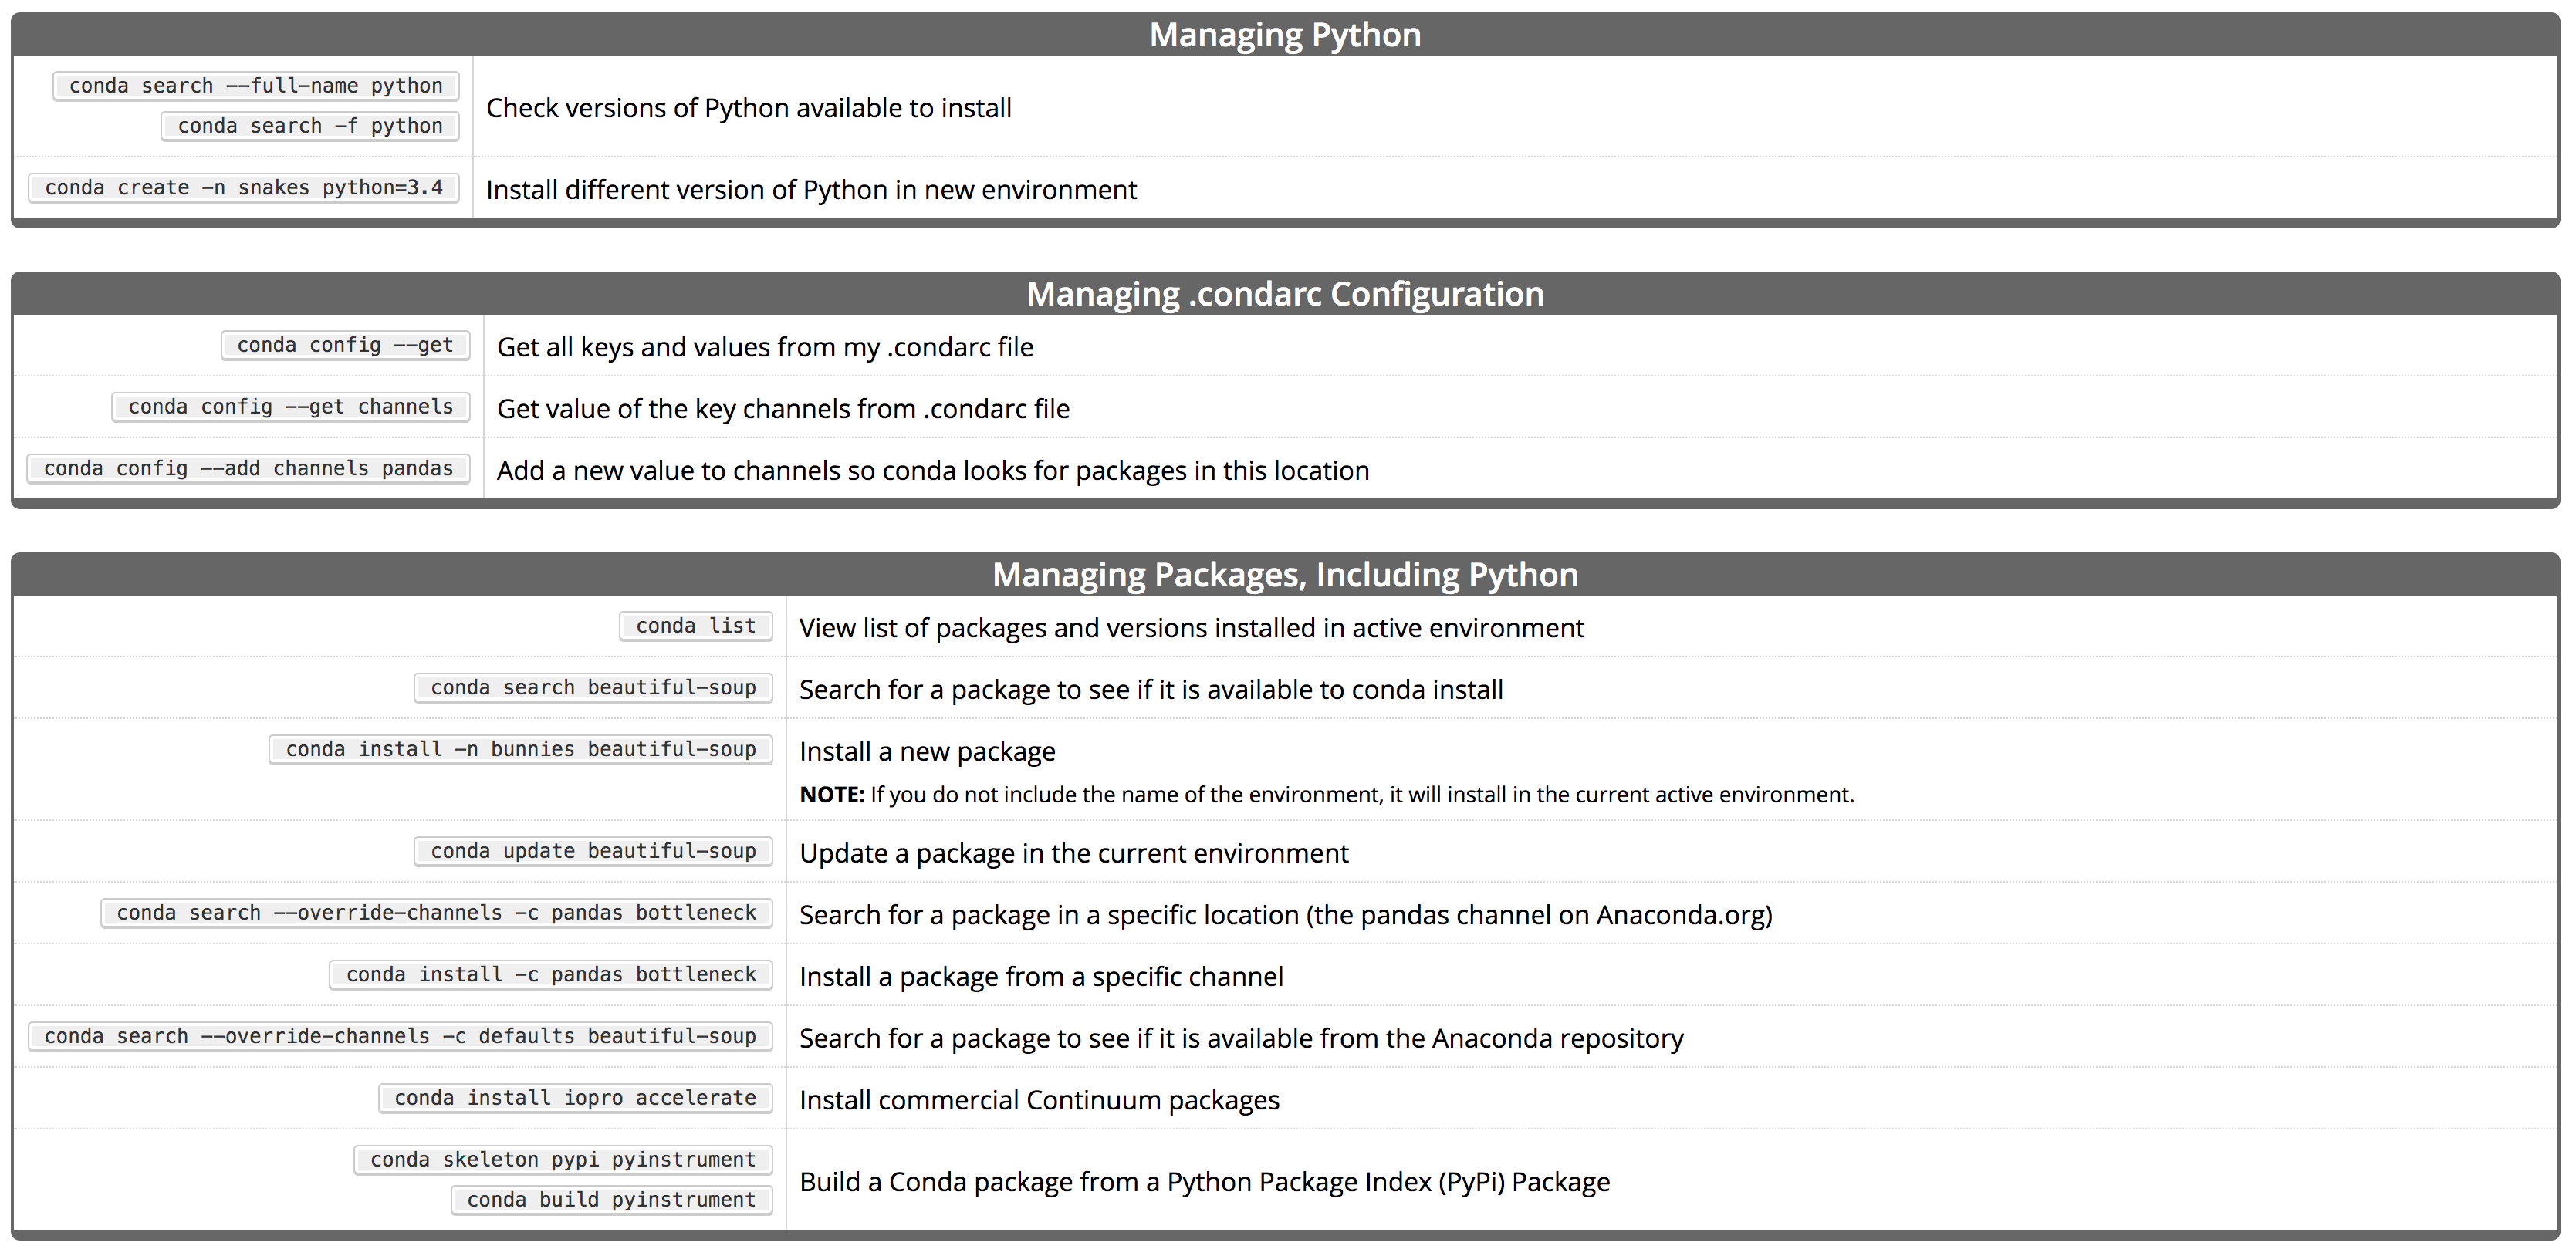 Managing Python
conda search --full-name python
conda search -f python
Check versions of Python available to install
conda create -n snakes python=3.4
Install different version of Python in new environment
Managing .condarc Configuration
conda config --get
Get all keys and values from my .condarc file
conda config --get channels
Get value of the key channels from .condarc file
conda config --add channels pandas
Add a new value to channels so conda looks for packages in this location
Managing Packages, Including Python
conda list
View list of packages and versions installed in active environment
conda search beautiful-soup
Search for a package to see if it is available to conda install
conda install -n bunnies beautiful-soup
Install a new package
NOTE: If you do not include the name of the environment, it will install in the current active environment.
conda update beautiful-soup
Update a package in the current environment
conda search --override-channels -c pandas bottleneck
Search for a package in a specific location (the pandas channel on Anaconda.org)
conda install -c pandas bottleneck
Install a package from a specific channel
conda search --override-channels -c defaults beautiful-soup
Search for a package to see if it is available from the Anaconda repository
conda install iopro accelerate
Install commercial Continuum packages
conda skeleton pypi pyinstrument
conda build pyinstrument
Build a Conda package from a Python Package Index (PyPi) Package